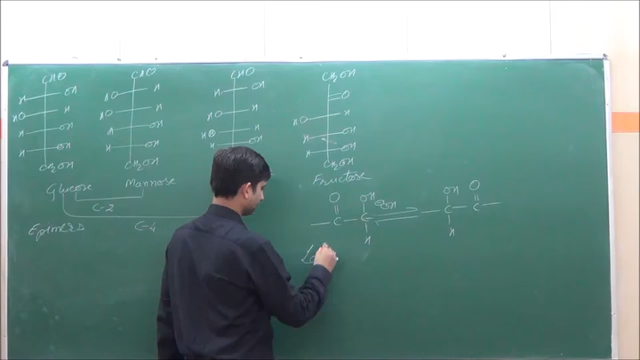 CHO CHO CHO CH2OH
H OH HO H H OH O
HO H HO H HO H HO H
H OH H OH HO H H OH
H OH H OH H OH H OH
CH2OH CH2OH CH2OH
Glucose Mannose Fructose
C-2
Epimers C-4
O OH ⊖OH OH O
— C — C — ⇌ — C — C —
H H